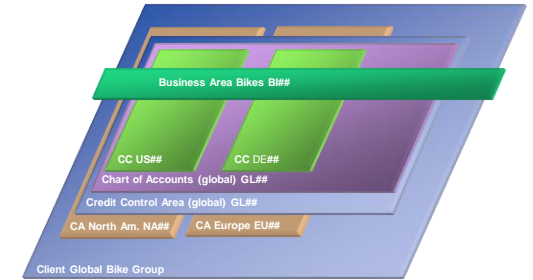 Business Area Bikes BI##
CC US##
CC DE##
Chart of Accounts (global) GL##
Credit Control Area (global) GL##
CA North Am. NA##
CA Europe EU##
Client Global Bike Group